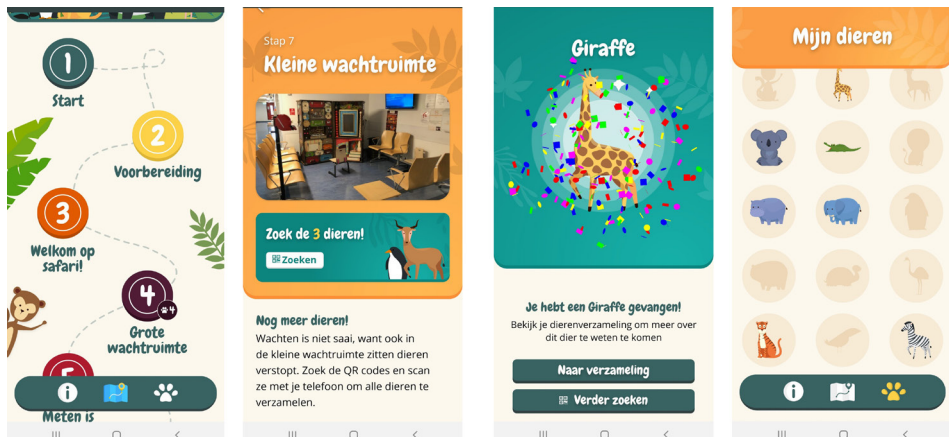 1
Start
2
Voorbereiding
3
Welkom op
safari!
4
4
Grote
wachtruimte
5
Meten is
Stap 7
Kleine wachtruimte
Zoek de 3 dieren!
Zoeken
Nog meer dieren!
Wachten is niet saai, want ook in
de kleine wachtruimte zitten dieren
verstopt. Zoek de QR codes en scan
ze met je telefoon om alle dieren te
verzamelen.
Giraffe
Je hebt een Giraffe gevangen!
Bekijk je dierenverzameling om meer over
dit dier te weten te komen
Naar verzameling
Verder zoeken
Mijn dieren